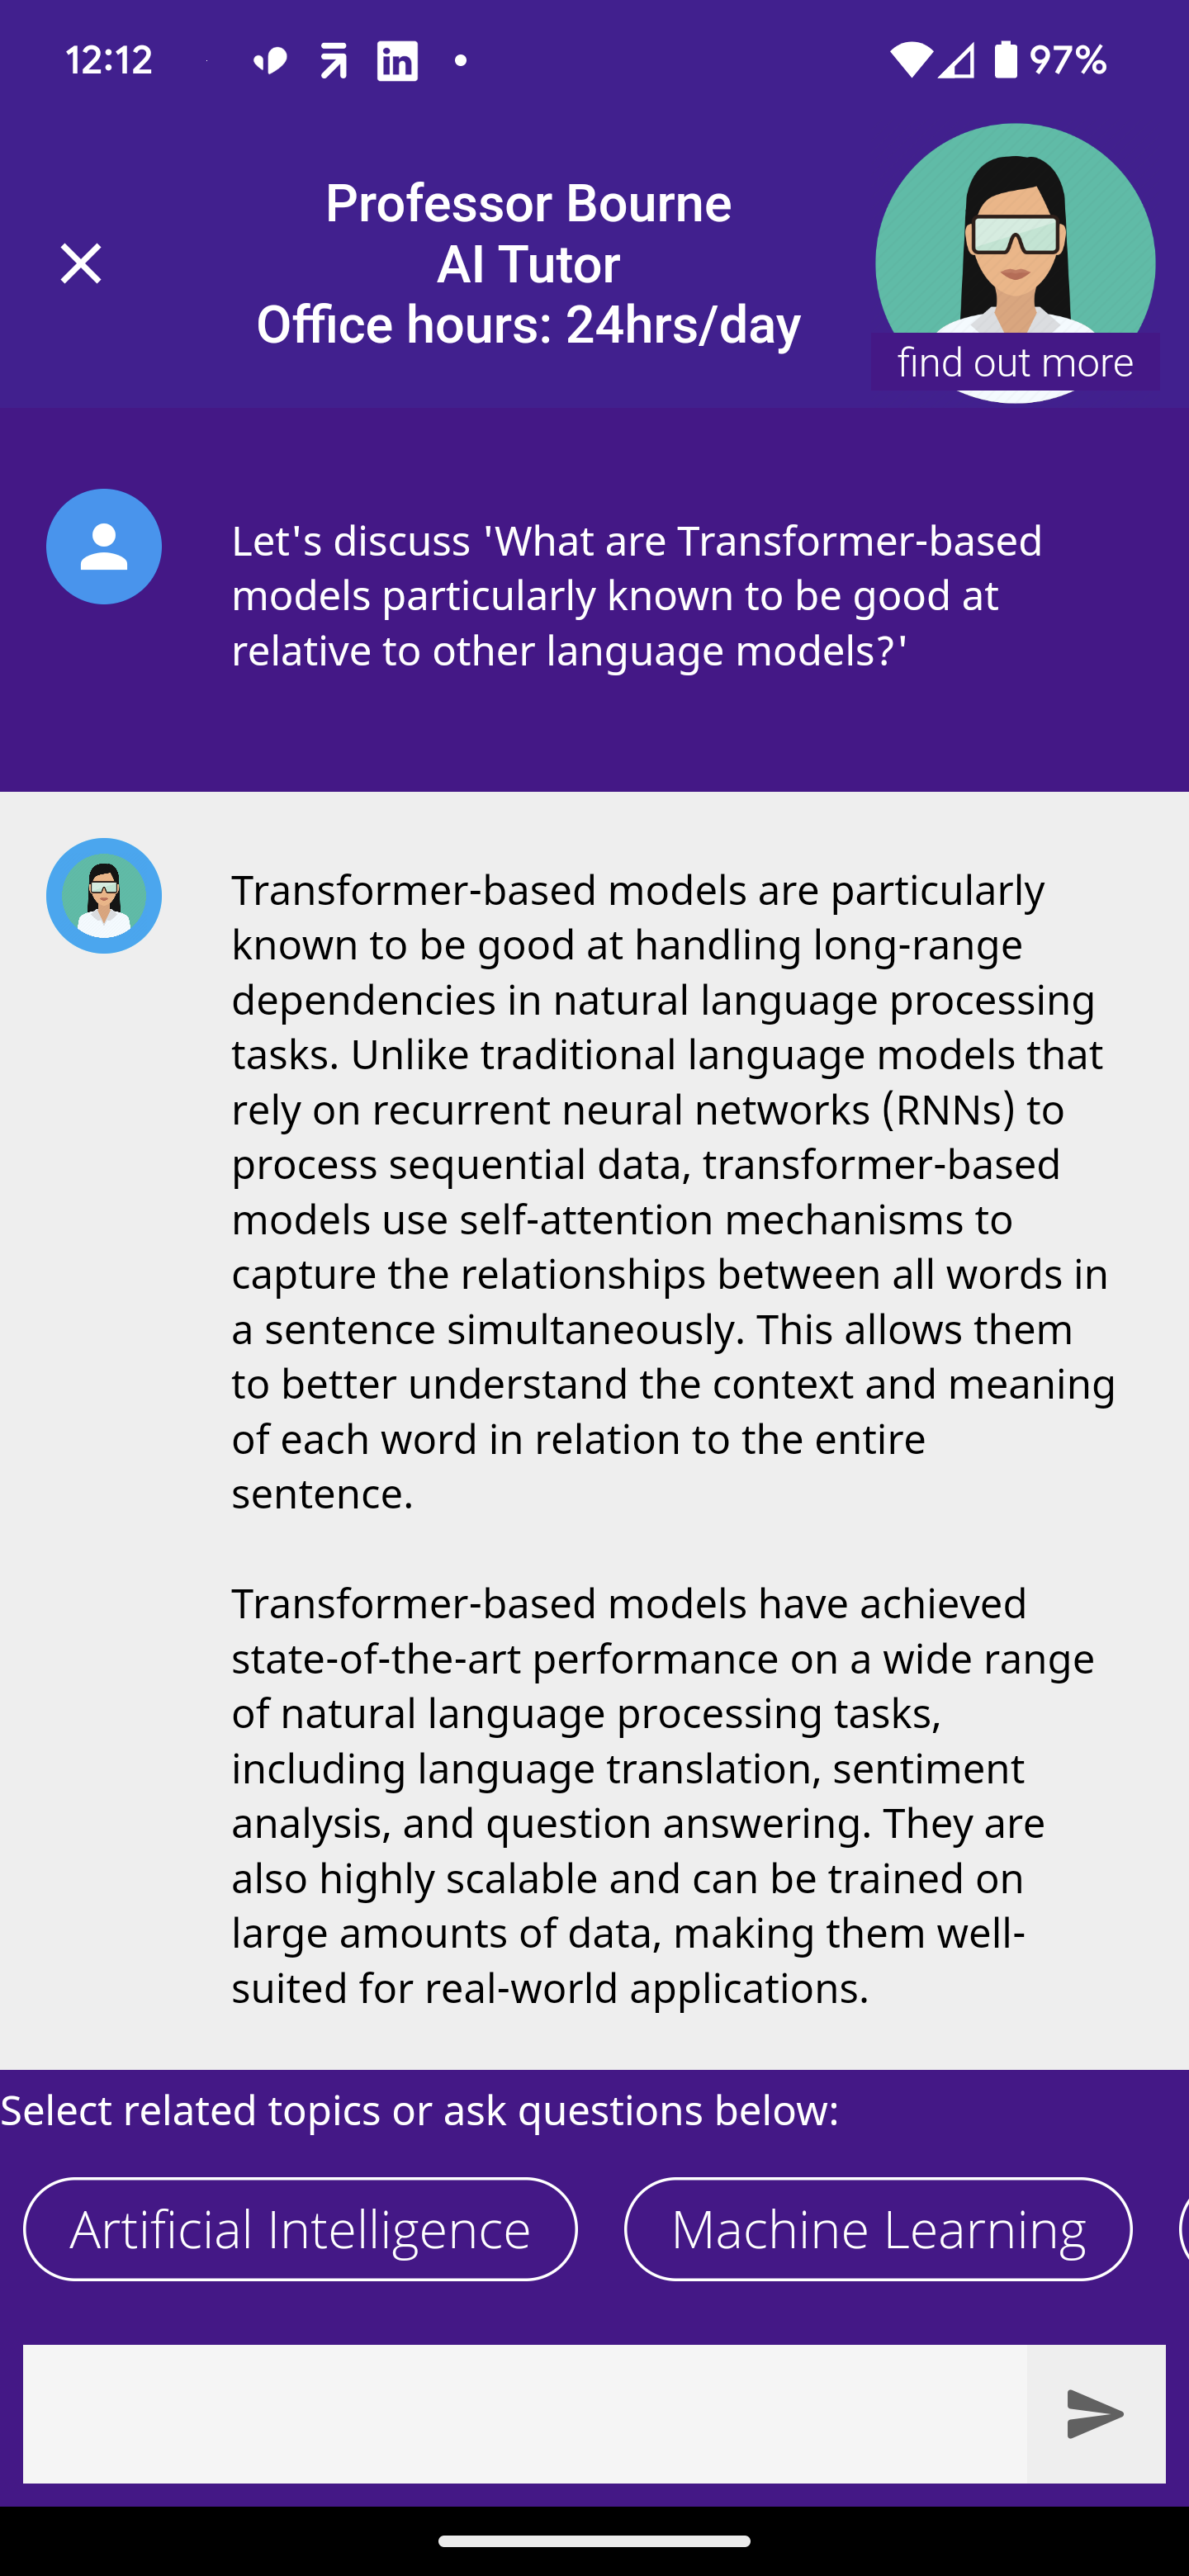 12:12
in
97%
Professor Bourne
AI Tutor
Office hours: 24hrs/day
find out more
Let's discuss 'What are Transformer-based
models particularly known to be good at
relative to other language models?'
Transformer-based models are particularly
known to be good at handling long-range
dependencies in natural language processing
tasks. Unlike traditional language models that
rely on recurrent neural networks (RNNs) to
process sequential data, transformer-based
models use self-attention mechanisms to
capture the relationships between all words in
a sentence simultaneously. This allows them
to better understand the context and meaning
of each word in relation to the entire
sentence.
Transformer-based models have achieved
state-of-the-art performance on a wide range
of natural language processing tasks,
including language translation, sentiment
analysis, and question answering. They are
also highly scalable and can be trained on
large amounts of data, making them well-
suited for real-world applications.
Select related topics or ask questions below:
Artificial Intelligence
Machine Learning